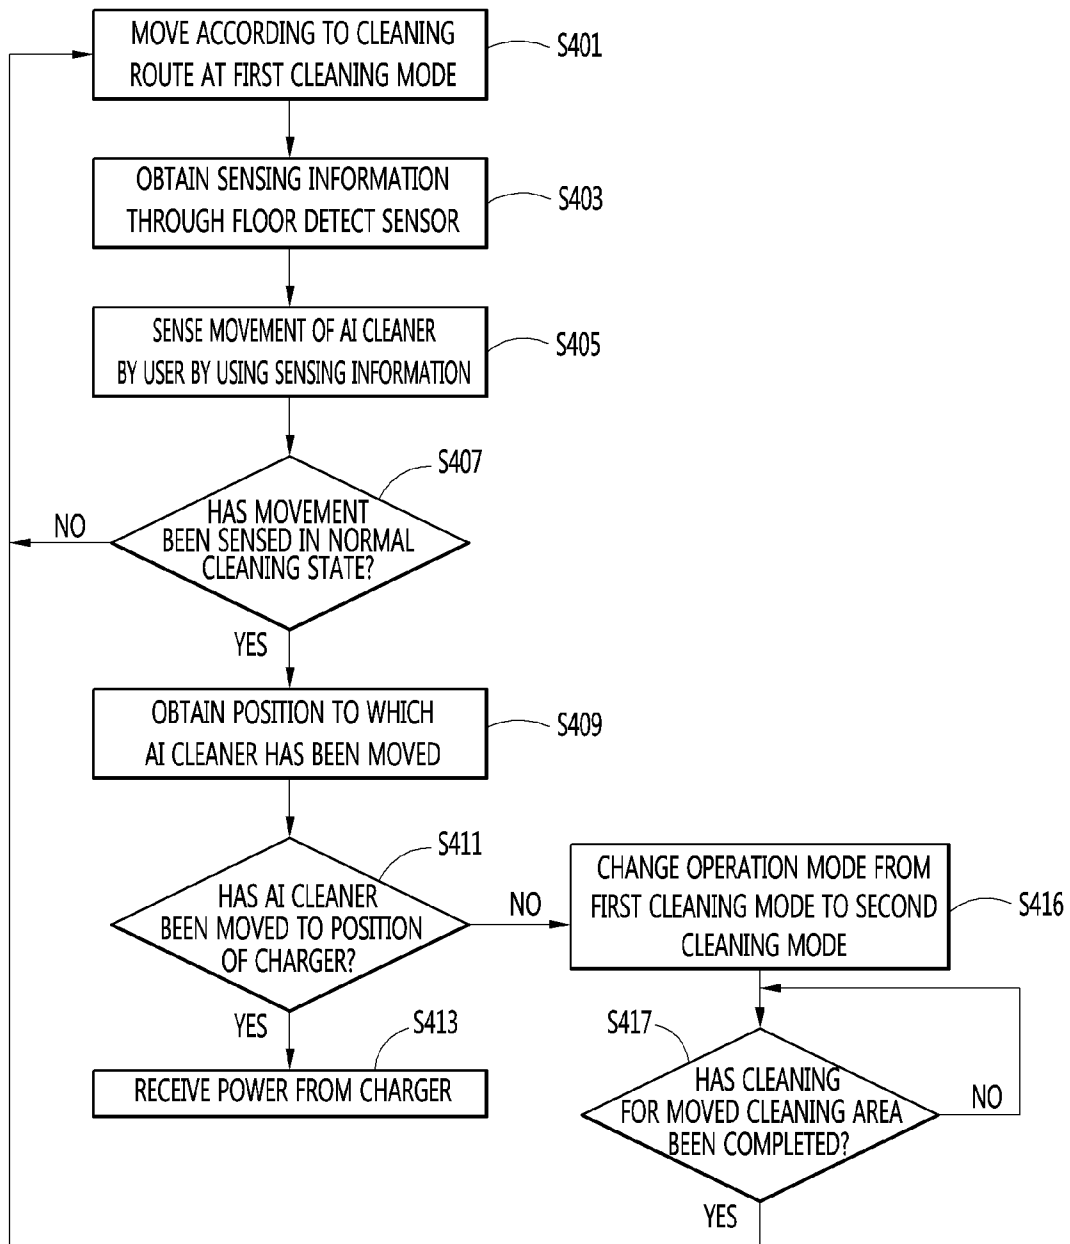 MOVE ACCORDING TO CLEANING
ROUTE AT FIRST CLEANING MODE
S401
OBTAIN SENSING INFORMATION
THROUGH FLOOR DETECT SENSOR
S403
SENSE MOVEMENT OF AI CLEANER
BY USER BY USING SENSING INFORMATION
S405
S407
HAS MOVEMENT
BEEN SENSED IN NORMAL
CLEANING STATE?
NO
YES
OBTAIN POSITION TO WHICH
AI CLEANER HAS BEEN MOVED
S409
S411
HAS AI CLEANER
BEEN MOVED TO POSITION
OF CHARGER?
NO
YES
CHANGE OPERATION MODE FROM
FIRST CLEANING MODE TO SECOND
CLEANING MODE
S416
S413
RECEIVE POWER FROM CHARGER
S417
HAS CLEANING
FOR MOVED CLEANING AREA
BEEN COMPLETED?
NO
YES